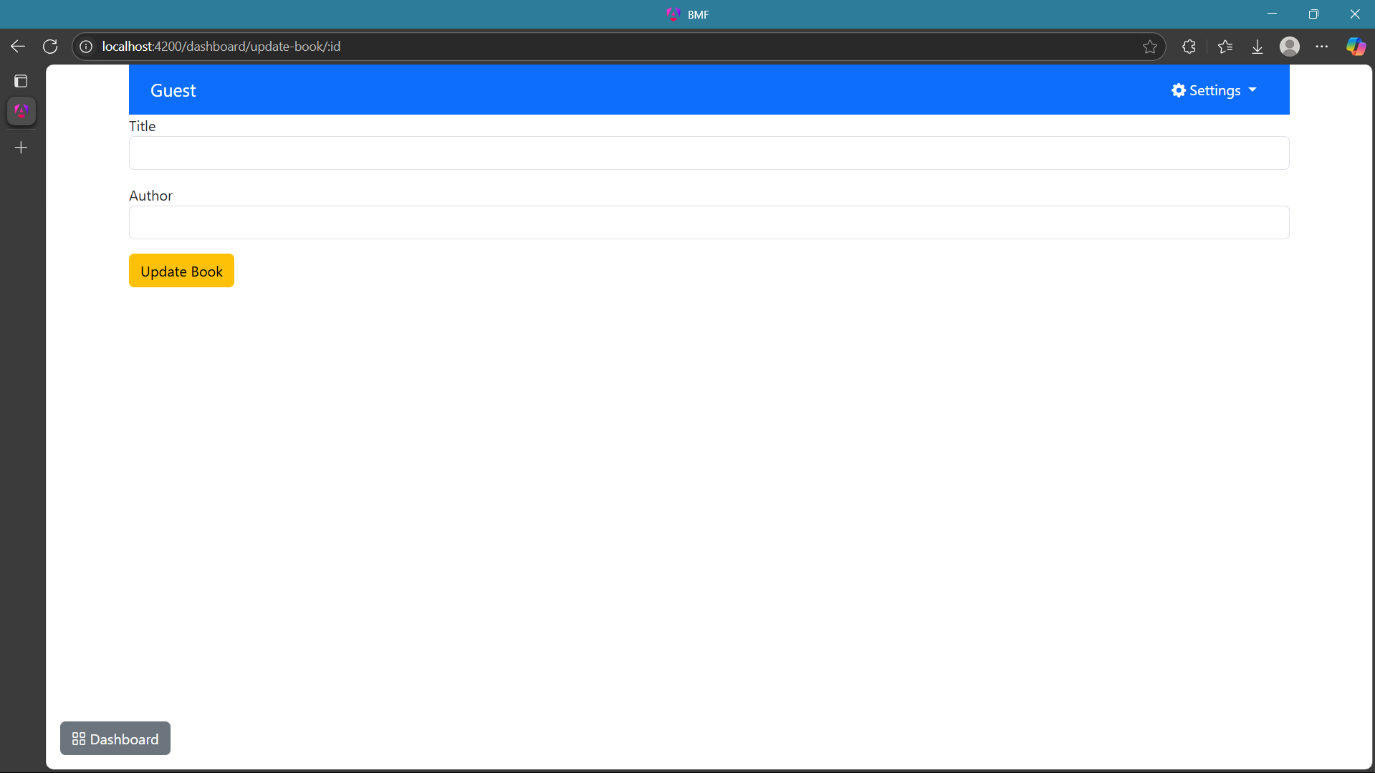 BMF
localhost:4200/dashboard/update-book/:id
Guest
Settings
Title
Author
Update Book
Dashboard